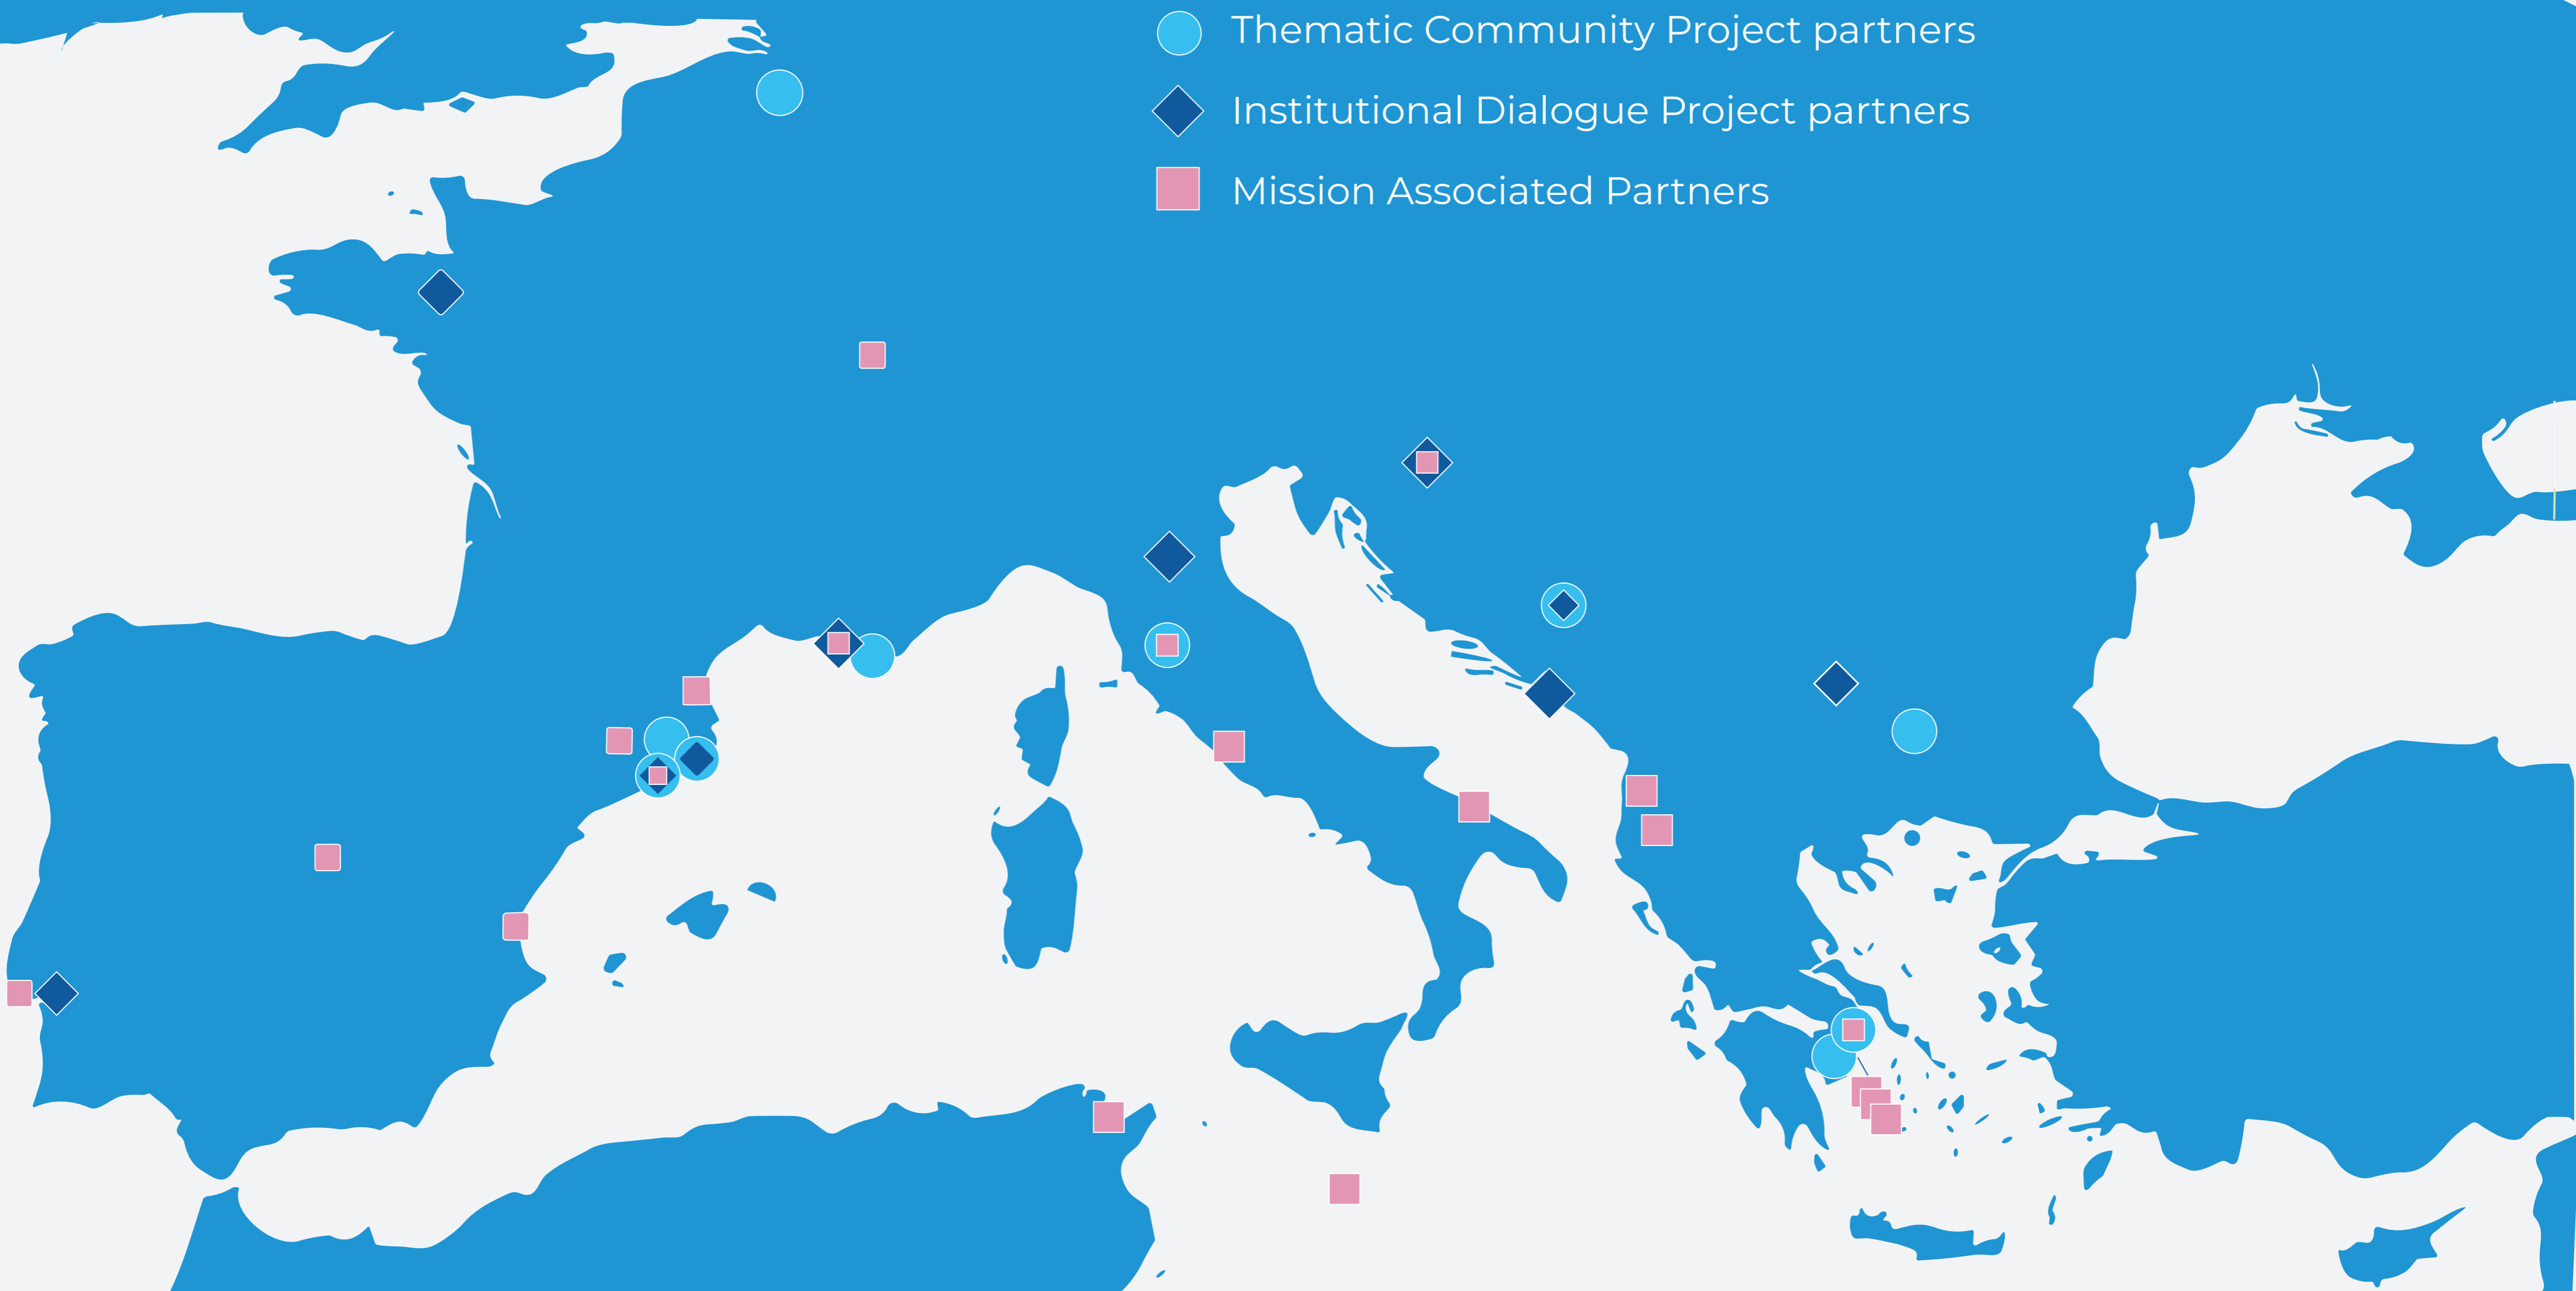 Thematic Community Project partners
Institutional Dialogue Project partners
Mission Associated Partners